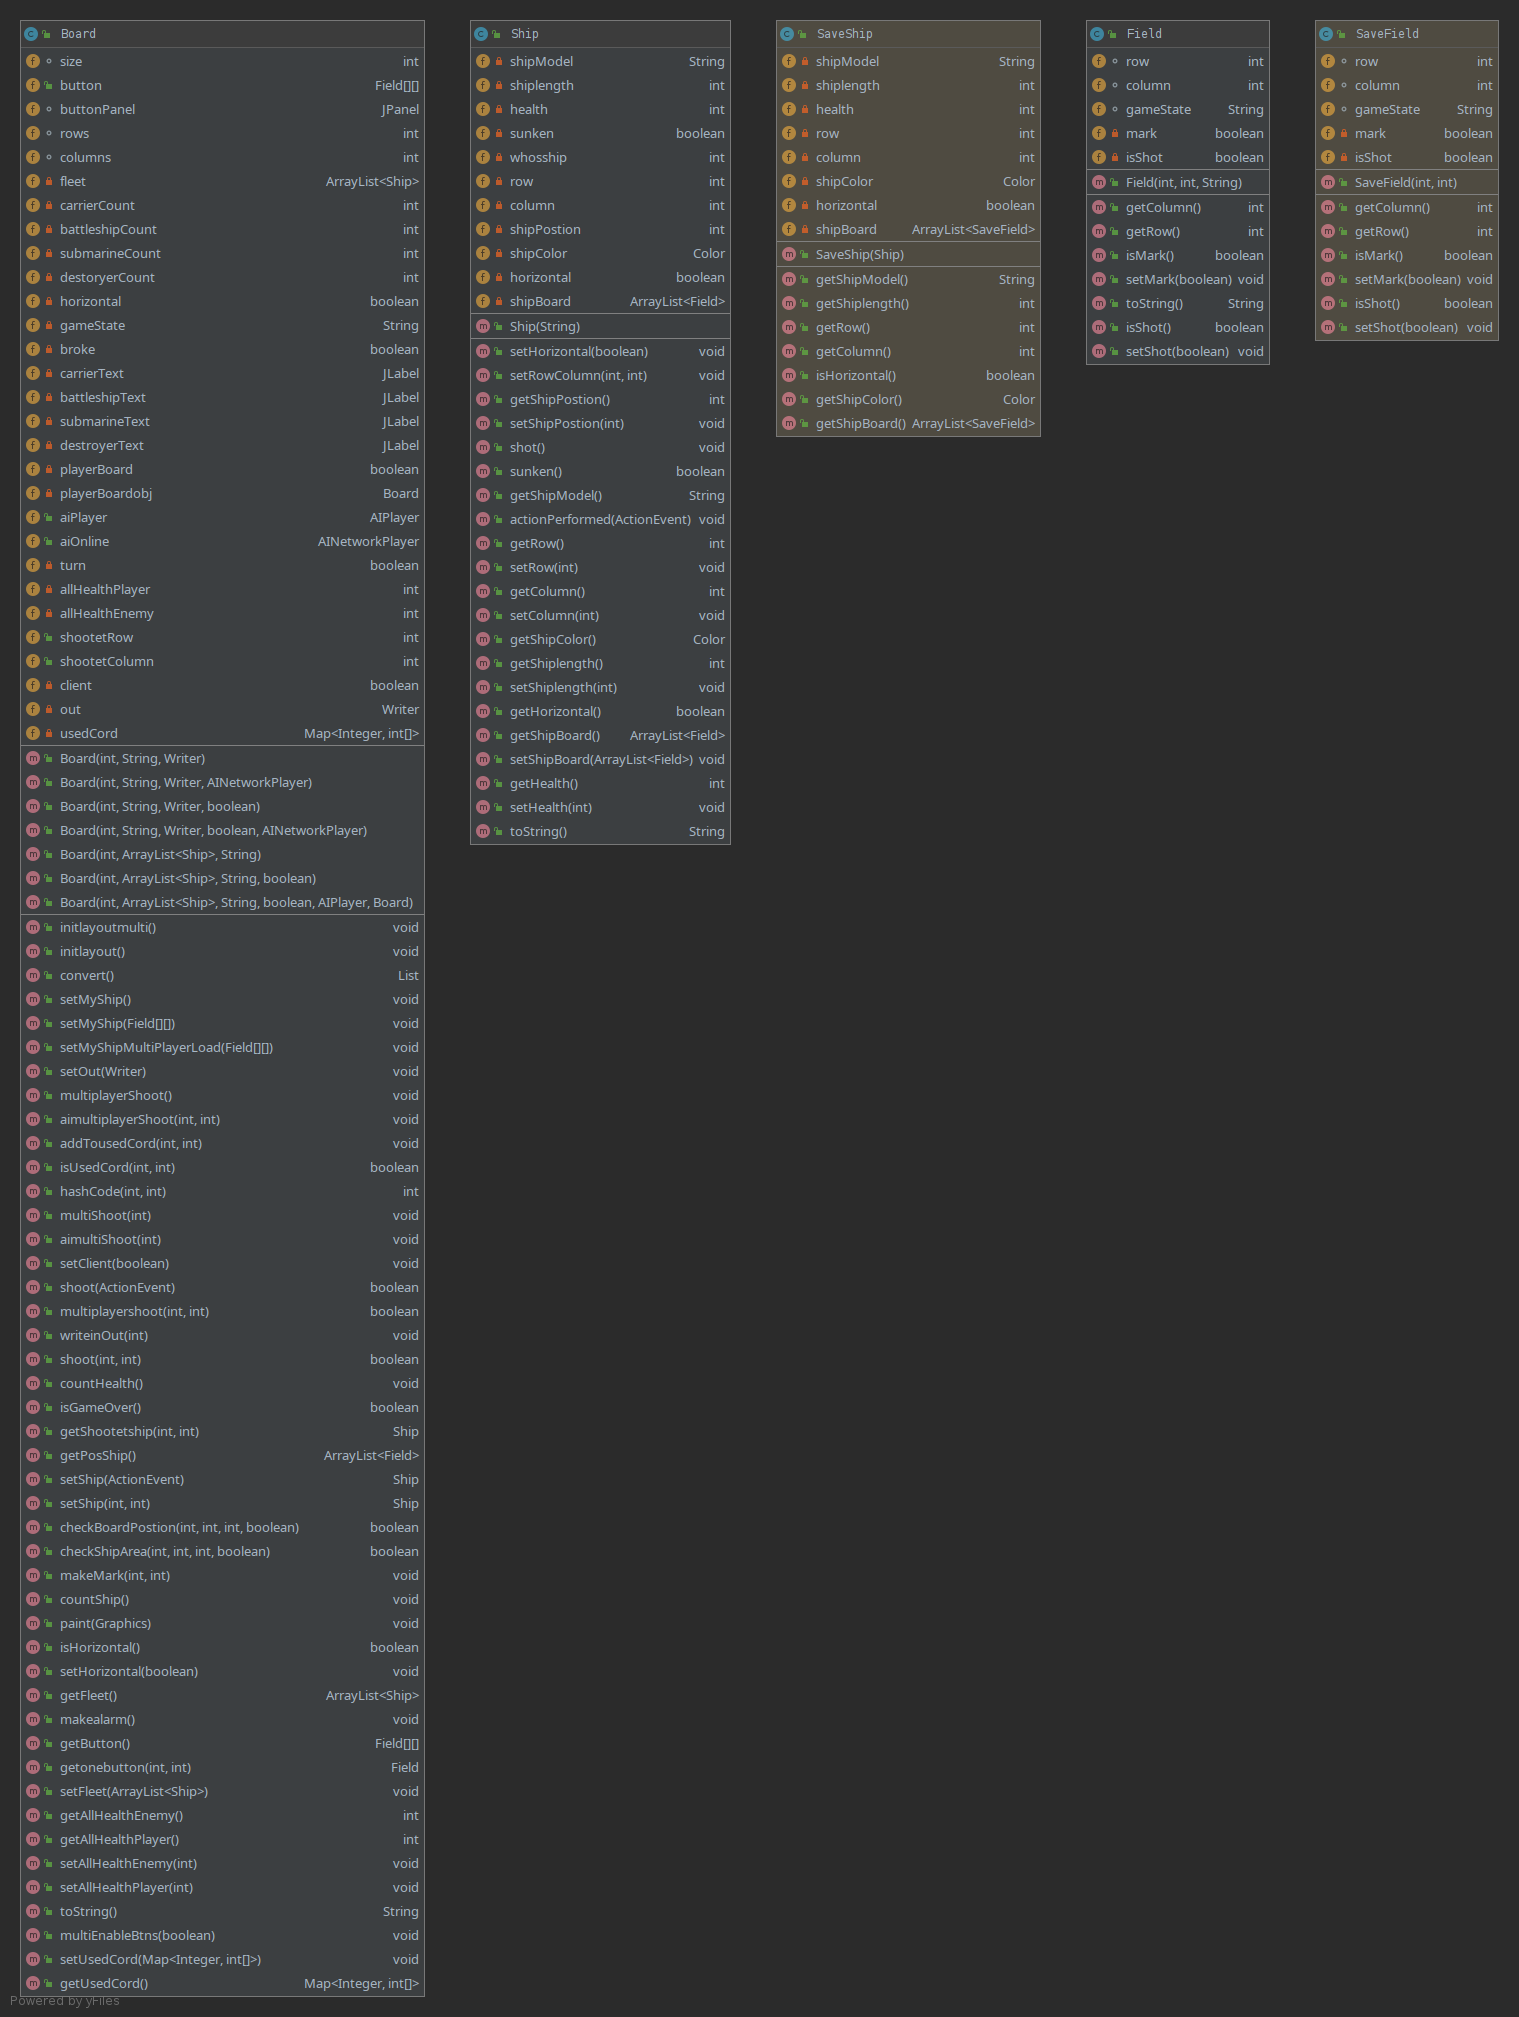 Board
size int
button Field[][]
buttonPanel JPanel
rows int
columns int
fleet ArrayList<Ship>
carrierCount int
battleshipCount int
submarineCount int
destoryerCount int
horizontal boolean
gameState String
broke boolean
carrierText JLabel
battleshipText JLabel
submarineText JLabel
destroyerText JLabel
playerBoard boolean
playerBoardobj Board
aiPlayer AIPlayer
aiOnline AINetworkPlayer
turn boolean
allHealthPlayer int
allHealthEnemy int
shootetRow int
shootetColumn int
client boolean
out Writer
usedCord Map<Integer, int[]>
Board(int, String, Writer)
Board(int, String, Writer, AINetworkPlayer)
Board(int, String, Writer, boolean)
Board(int, String, Writer, boolean, AINetworkPlayer)
Board(int, ArrayList<Ship>, String)
Board(int, ArrayList<Ship>, String, boolean)
Board(int, ArrayList<Ship>, String, boolean, AIPlayer, Board)
initlayoutmulti() void
initlayout() void
convert() List
setMyShip() void
setMyShip(Field[][]) void
setMyShipMultiPlayerLoad(Field[][]) void
setOut(Writer) void
multiplayerShoot() void
aimultiplayerShoot(int, int) void
addTousedCord(int, int) void
isUsedCord(int, int) boolean
hashCode(int, int) int
multiShoot(int) void
aimultiShoot(int) void
setClient(boolean) void
shoot(ActionEvent) boolean
multiplayershoot(int, int) boolean
writeinOut(int) void
shoot(int, int) boolean
countHealth() void
isGameOver() boolean
getShootetship(int, int) Ship
getPosShip() ArrayList<Field>
setShip(ActionEvent) Ship
setShip(int, int) Ship
checkBoardPostion(int, int, int, boolean) boolean
checkShipArea(int, int, int, boolean) boolean
makeMark(int, int) void
countShip() void
paint(Graphics) void
isHorizontal() boolean
setHorizontal(boolean) void
getFleet() ArrayList<Ship>
makealarm() void
getButton() Field[][]
getonebutton(int, int) Field
setFleet(ArrayList<Ship>) void
getAllHealthEnemy() int
getAllHealthPlayer() int
setAllHealthEnemy(int) void
setAllHealthPlayer(int) void
toString() String
multiEnableBtns(boolean) void
setUsedCord(Map<Integer, int[]>) void
getUsedCord() Map<Integer, int[]>
Ship
shipModel String
shiplength int
health int
sunken boolean
whosship int
row int
column int
shipPostion int
shipColor Color
horizontal boolean
shipBoard ArrayList<Field>
Ship(String)
setHorizontal(boolean) void
setRowColumn(int, int) void
getShipPostion() int
setShipPostion(int) void
shot() void
sunken() boolean
getShipModel() String
actionPerformed(ActionEvent) void
getRow() int
setRow(int) void
getColumn() int
setColumn(int) void
getShipColor() Color
getShiplength() int
setShiplength(int) void
getHorizontal() boolean
getShipBoard() ArrayList<Field>
setShipBoard(ArrayList<Field>) void
getHealth() int
setHealth(int) void
toString() String
SaveShip
shipModel String
shiplength int
health int
row int
column int
shipColor Color
horizontal boolean
shipBoard ArrayList<SaveField>
SaveShip(Ship)
getShipModel() String
getShiplength() int
getRow() int
getColumn() int
isHorizontal() boolean
getShipColor() Color
getShipBoard() ArrayList<SaveField>
Field
row int
column int
gameState String
mark boolean
isShot boolean
Field(int, int, String)
getColumn() int
getRow() int
isMark() boolean
setMark(boolean) void
toString() String
isShot() boolean
setShot(boolean) void
SaveField
row int
column int
gameState String
mark boolean
isShot boolean
SaveField(int, int)
getColumn() int
getRow() int
isMark() boolean
setMark(boolean) void
isShot() boolean
setShot(boolean) void
Powered by yFiles